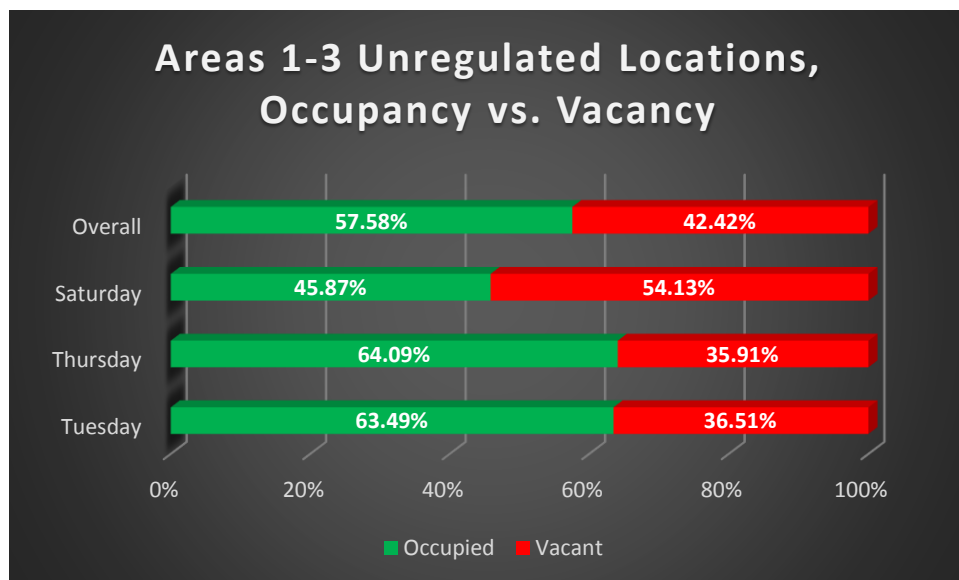 Areas 1-3 Unregulated Locations,
Occupancy vs. Vacancy
Overall 57.58% 42.42%
Saturday 45.87% 54.13%
Thursday 64.09% 35.91%
Tuesday 63.49% 36.51%
0% 20% 40% 60% 80% 100%
Occupied Vacant